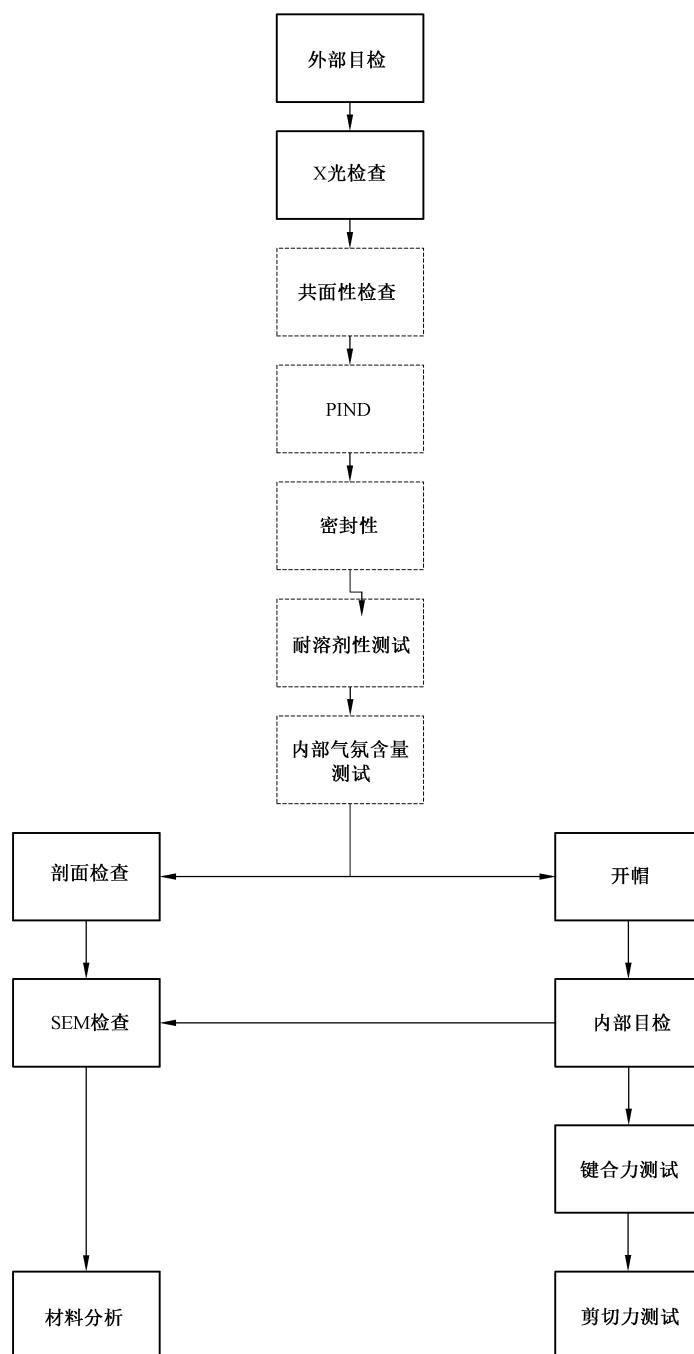 外部目检
X光检查
共面性检查
PIND
密封性
耐溶剂性测试
内部气氛含量
测试
剖面检查
开帽
SEM检查
内部目检
键合力测试
材料分析
剪切力测试